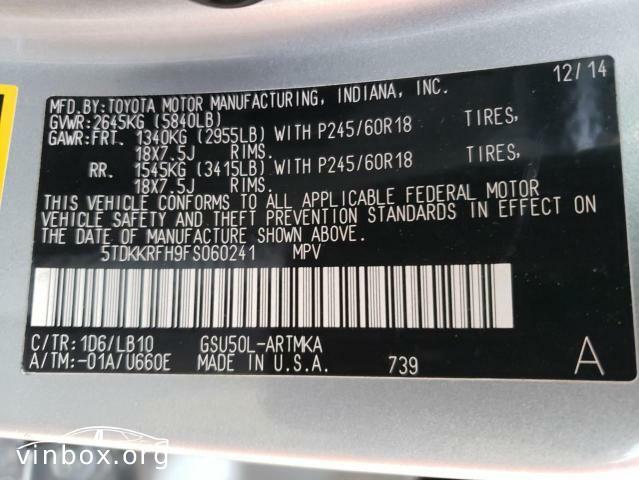 12/14
MFD.BY:TOYOTA MOTOR MANUFACTURING, INDIANA, INC.
GVWR:2645KG (5840LB)
GAWR:FRT. 1340KG (2955LB) WITH P245/60R18 TIRES,
18X7.5J RIMS.
RR. 1545KG (3415LB) WITH P245/60R18 TIRES,
18X7.5J RIMS.
THIS VEHICLE CONFORMS TO ALL APPLICABLE FEDERAL MOTOR
VEHICLE SAFETY AND THEFT PREVENTION STANDARDS IN EFFECT ON
THE DATE OF MANUFACTURE SHOWN ABOVE.
5TDKKRFH9FS060241 MPV
C/TR:1D6/LB10 GSU50L-ARTMKA
A/TM:-01A/U660E MADE IN U.S.A. 739 A
vinbox.org